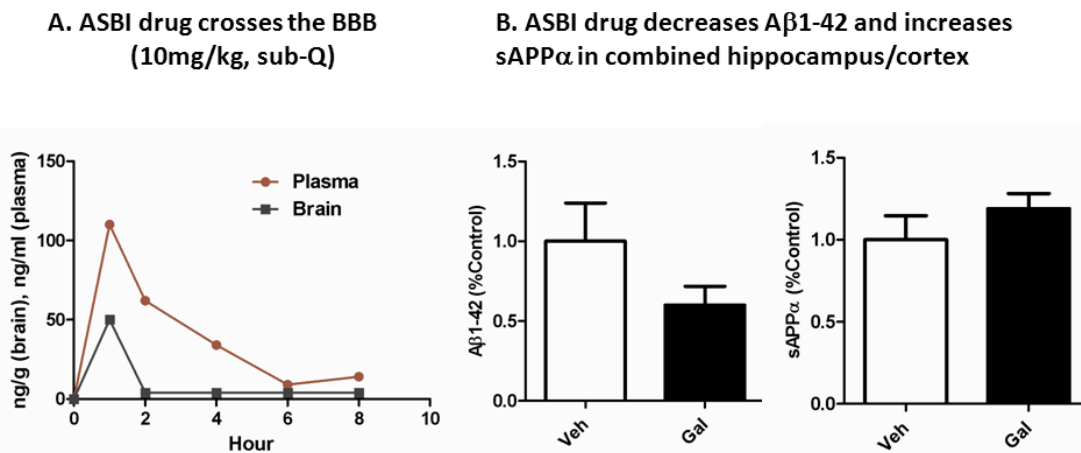 A. ASBI drug crosses the BBB
(10mg/kg, sub-Q)
B. ASBI drug decreases Aβ1-42 and increases
sAPPα in combined hippocampus/cortex
ng/g (brain), ng/ml (plasma)
150
100
50
0
0
2
4
6
8
10
Hour
Plasma
Brain
Aβ1-42 (%Control)
1.5
1.0
0.5
0.0
Veh
Gal
sAPPα (%Control)
1.5
1.0
0.5
0.0
Veh
Gal